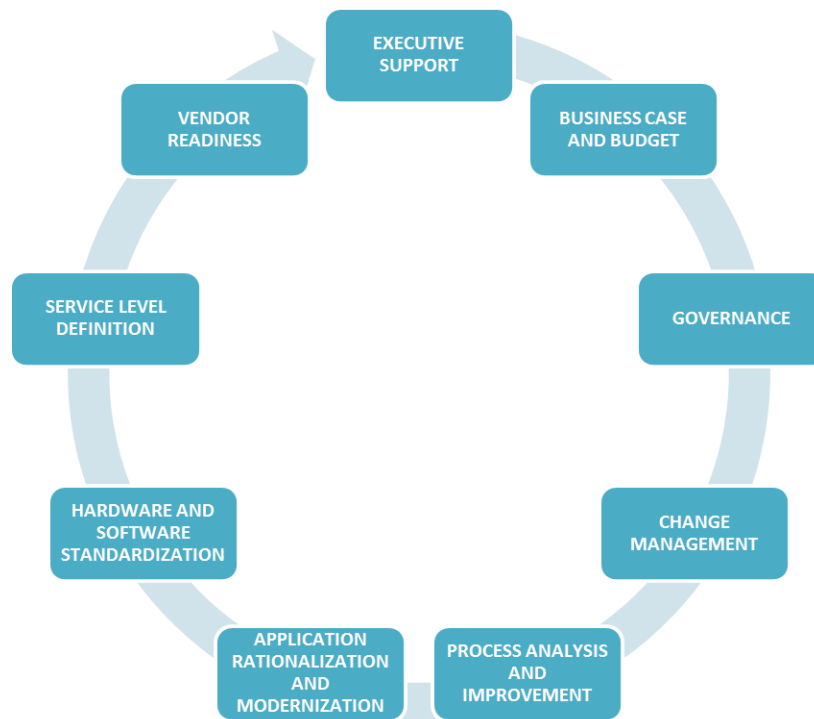 EXECUTIVE
SUPPORT
BUSINESS CASE
AND BUDGET
GOVERNANCE
CHANGE
MANAGEMENT
PROCESS ANALYSIS
AND
IMPROVEMENT
APPLICATION
RATIONALIZATION
AND
MODERNIZATION
HARDWARE AND
SOFTWARE
STANDARDIZATION
SERVICE LEVEL
DEFINITION
VENDOR
READINESS